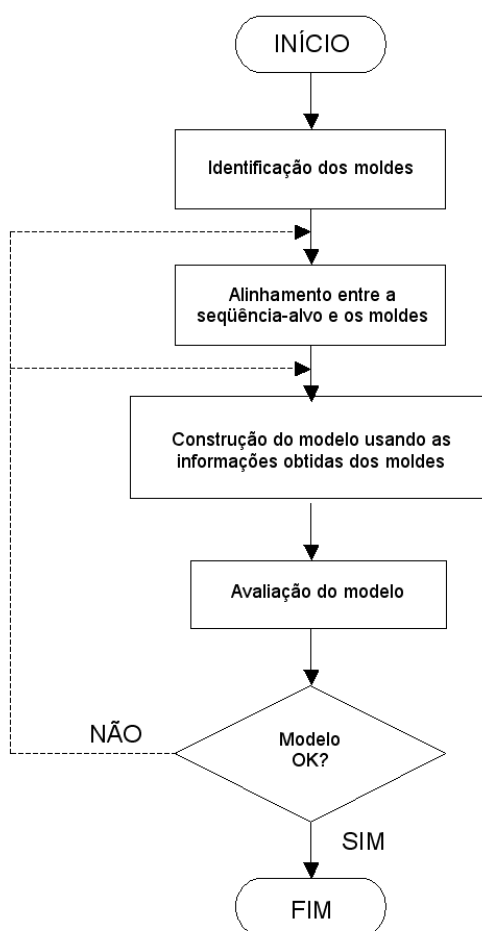 INÍCIO
Identificação dos moldes
Alinhamento entre a
seqüência-alvo e os moldes
Construção do modelo usando as
informações obtidas dos moldes
Avaliação do modelo
NÃO
Modelo
OK?
SIM
FIM